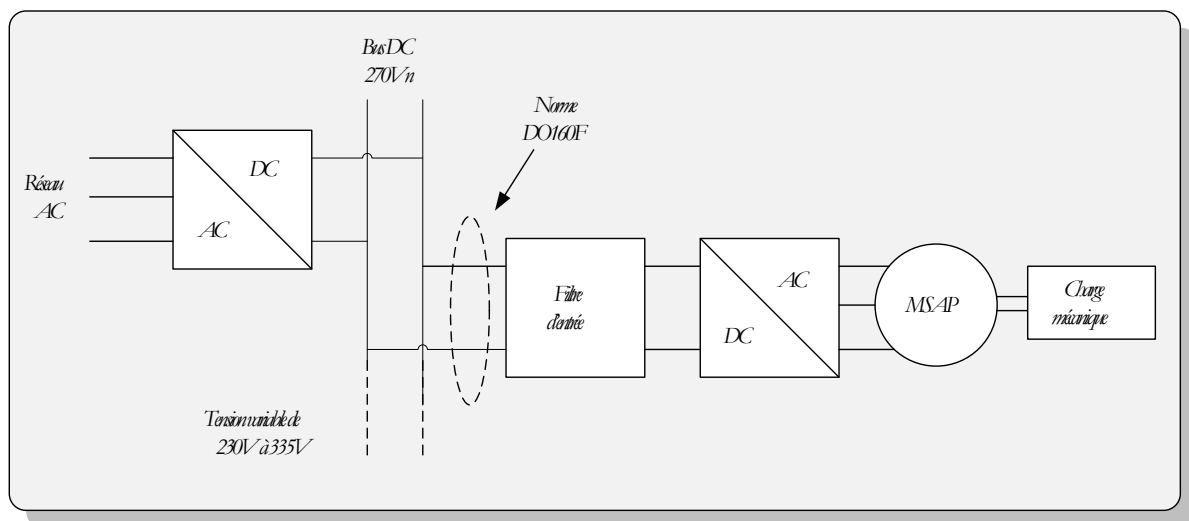 Bus DC
270Vn
Norme
DO160F
Réseau
AC
DC
AC
Filtre
d'entrée
AC
DC
MSAP
Charge
mécanique
Tension variable de
230V à 335V